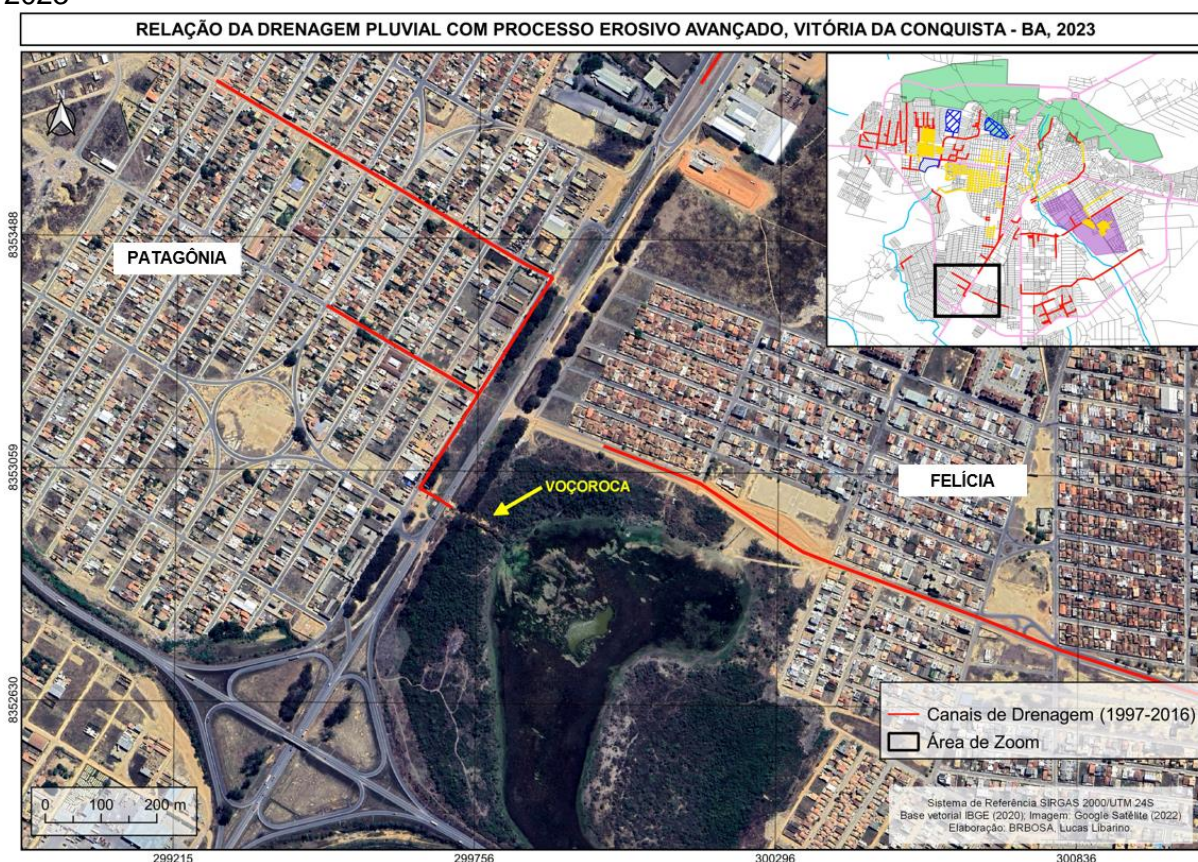 2023
RELAÇÃO DA DRENAGEM PLUVIAL COM PROCESSO EROSIVO AVANÇADO, VITÓRIA DA CONQUISTA - BA, 2023
N
PATAGÔNIA
VOÇOROCA
FELÍCIA
8353488
8353059
8352630
Canais de Drenagem (1997-2016)
Área de Zoom
0 100 200 m
Sistema de Referência SIRGAS 2000/UTM 24S
Base vetorial IBGE (2020); Imagem: Google Satélite (2022)
Elaboração: BRBOSA, Lucas Libarino.
299215 299756 300296 300836